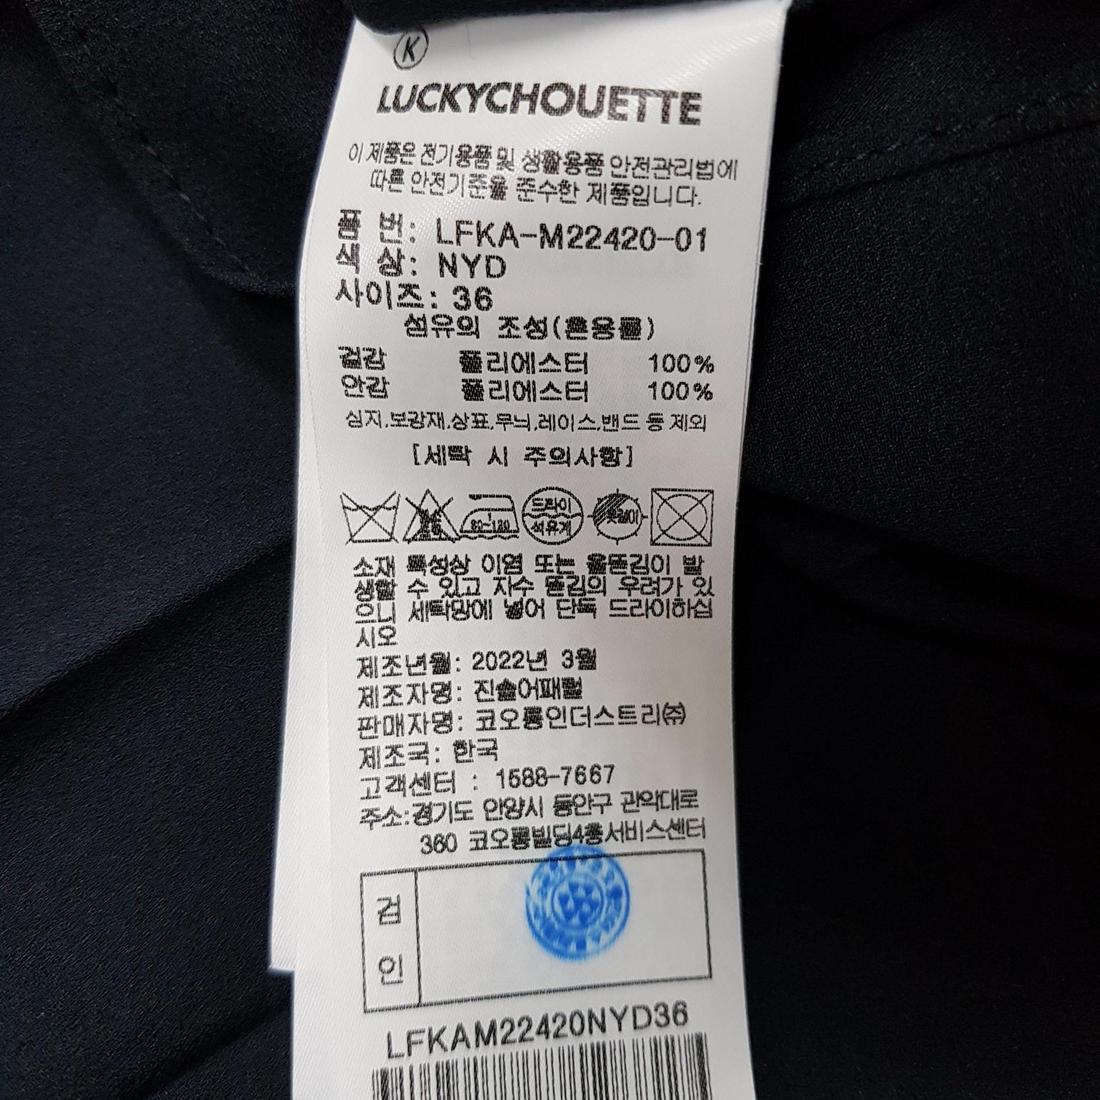 K
LUCKYCHOUETTE
이 제품은 전기용품 및 생활용품 안전관리법에
따른 안전기준을 준수한 제품입니다.
품 번: LFKA-M22420-01
색 상: NYD
사이즈: 36
섬유의 조성(혼용률)
겉감 폴리에스터 100%
안감 폴리에스터 100%
심지,보강재,상표,무늬,레이스,밴드 등 제외
[세탁 시 주의사항]
80~120
드라이
석유계
옷걸이
소재 특성상 이염 또는 올뜯김이 발
생할 수 있고 자수 뜯김의 우려가 있
으니 세탁망에 넣어 단독 드라이하십
시오
제조년월: 2022년 3월
제조자명: 진솔어패럴
판매자명: 코오롱인더스트리㈜
제조국: 한국
고객센터 : 1588-7667
주소:경기도 안양시 동안구 관악대로
360 코오롱빌딩4층서비스센터
검
인
LFKAM22420NYD36